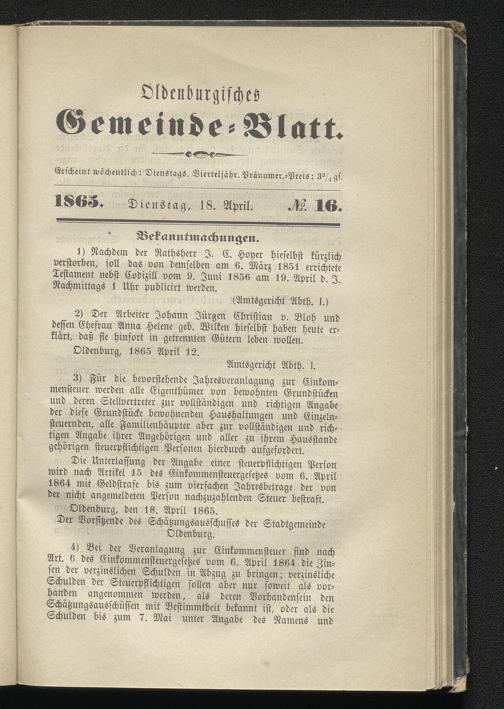 Oldenburgisches
Gemeinde-Blatt.
Erscheint wöchentlich: Dienstags. Vierteljähr. Pränumer.-Preis: 3¾ gf.
1865. Dienstag, 18. April. № 16.
Bekanntmachungen.
1) Nachdem der Rathsherr J. C. Hoyer hieselbst kürzlich
verstorben, soll das von demselben am 6. März 1851 errichtete
Testament nebst Codizill vom 9. Juni 1856 am 19. April d. J.
Nachmittags 1 Uhr publicirt werden.
(Amtsgericht Abth. I.)
2) Der Arbeiter Johann Jürgen Christian v. Bloh und
dessen Ehefrau Anna Helene geb. Wilken hieselbst haben heute er-
klärt, daß sie hinfort in getrennten Gütern leben wollen.
Oldenburg, 1865 April 12.
Amtsgericht Abth. I.
3) Für die bevorstehende Jahresveranlagung zur Einkom-
mensteuer werden alle Eigenthümer von bewohnten Grundstücken
und deren Stellvertreter zur vollständigen und richtigen Angabe
der diese Grundstücke bewohnenden Haushaltungen und Einzeln-
steuernden, alle Familienhäupter aber zur vollständigen und rich-
tigen Angabe ihrer Angehörigen und aller zu ihrem Hausstande
gehörigen steuerpflichtigen Personen hierdurch aufgefordert.
Die Unterlassung der Angabe einer steuerpflichtigen Person
wird nach Artikel 15 des Einkommensteuergesetzes vom 6. April
1864 mit Geldstrafe bis zum vierfachen Jahresbetrage der von
der nicht angemeldeten Person nachzuzahlenden Steuer bestraft.
Oldenburg, den 18. April 1865.
Der Vorsitzende des Schätzungsausschusses der Stadtgemeinde
Oldenburg.
4) Bei der Veranlagung zur Einkommensteuer sind nach
Art. 6 des Einkommensteuergesetzes vom 6. April 1864 die Zin-
sen der verzinslichen Schulden in Abzug zu bringen; verzinsliche
Schulden der Steuerpflichtigen sollen aber nur soweit als vor-
handen angenommen werden, als deren Vorhandensein den
Schätzungsausschüssen mit Bestimmtheit bekannt ist, oder als die
Schulden bis zum 7. Mai unter Angabe des Namens und